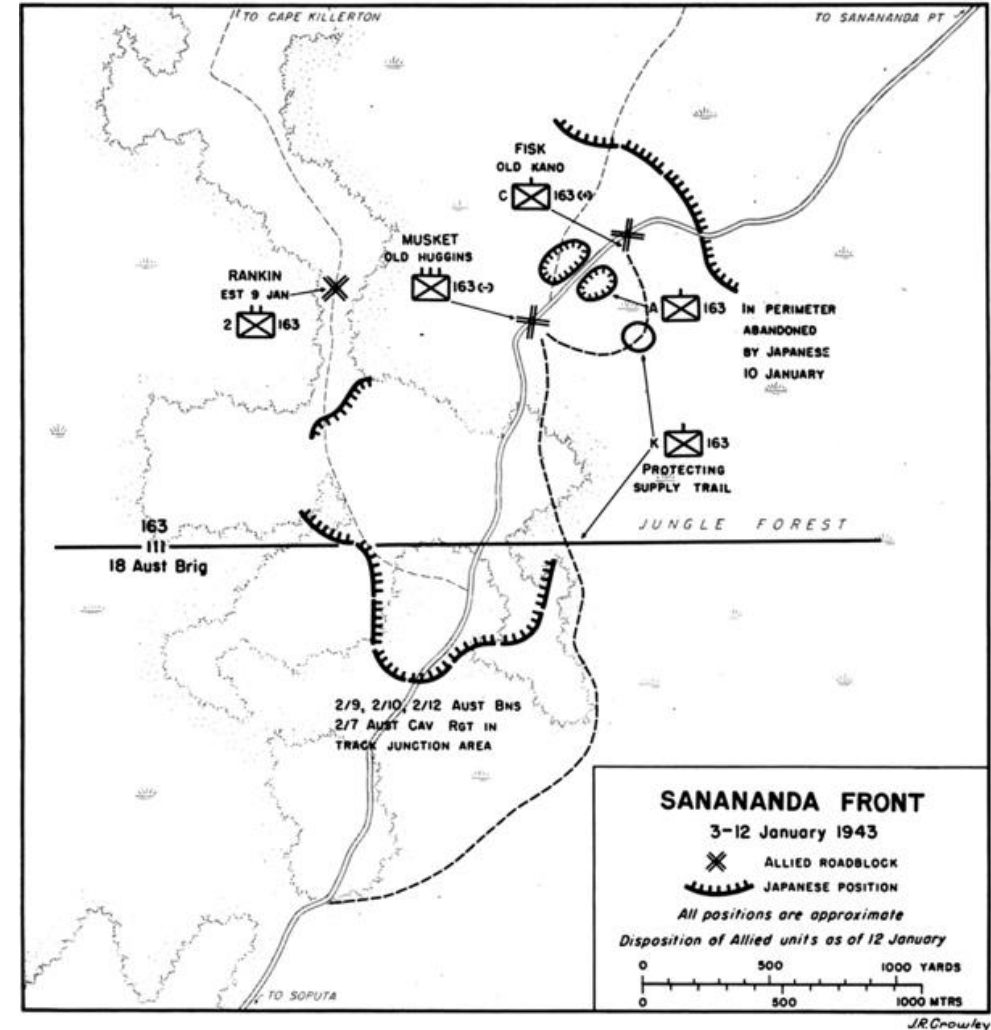 TO CAPE KILLERTON
TO SANANANDA PT
FISK
OLD KANO
C 163 (+)
MUSKET
OLD HUGGINS
163 (-)
RANKIN
EST 9 JAN
2 163
A 163
IN PERIMETER
ABANDONED
BY JAPANESE
10 JANUARY
K 163
PROTECTING
SUPPLY TRAIL
JUNGLE FOREST
163
18 Aust Brig
2/9, 2/10, 2/12 AUST BNS
2/7 AUST CAV RGT IN
TRACK JUNCTION AREA
TO SOPUTA
SANANANDA FRONT
3-12 January 1943
ALLIED ROADBLOCK
JAPANESE POSITION
All positions are approximate
Disposition of Allied units as of 12 January
0 500 1000 YARDS
0 500 1000 MTRS
J.R.Crowley